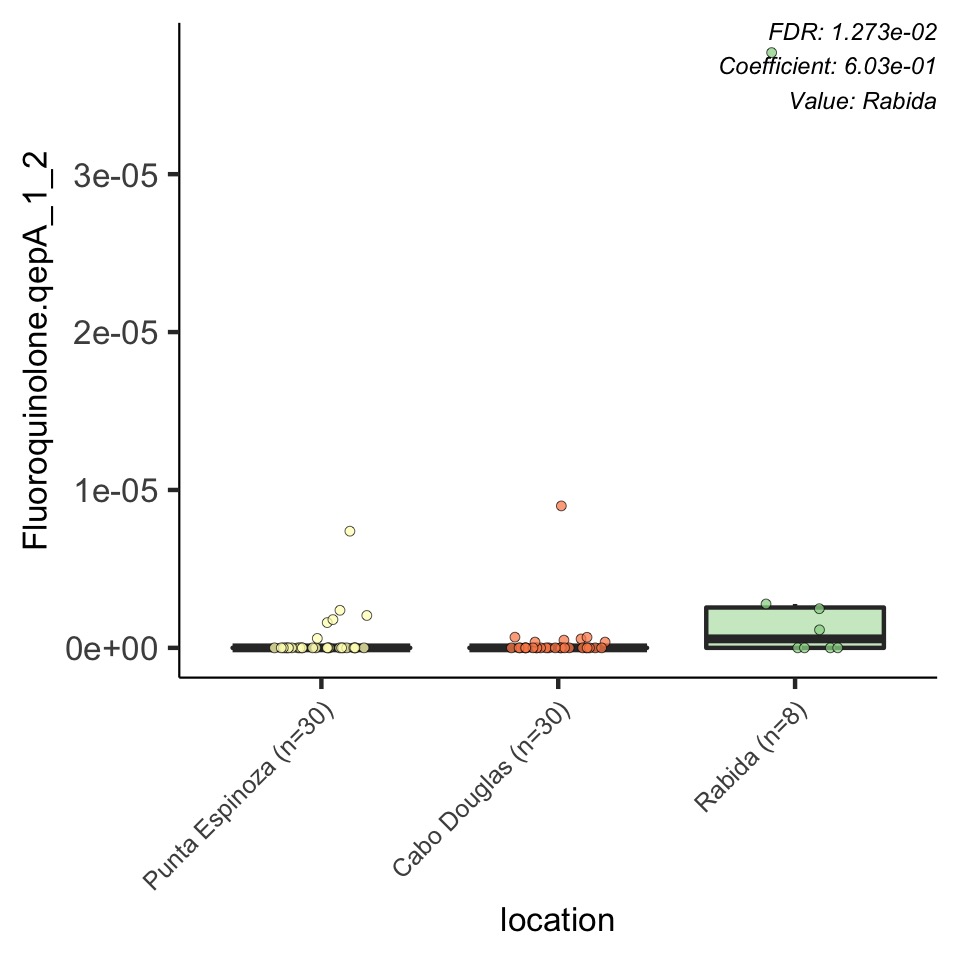 FDR: 1.273e-02
Coefficient: 6.03e-01
Value: Rabida
Fluoroquinolone.qepA_1_2
3e-05
2e-05
1e-05
0e+00
Punta Espinoza (n=30)
Cabo Douglas (n=30)
Rabida (n=8)
location